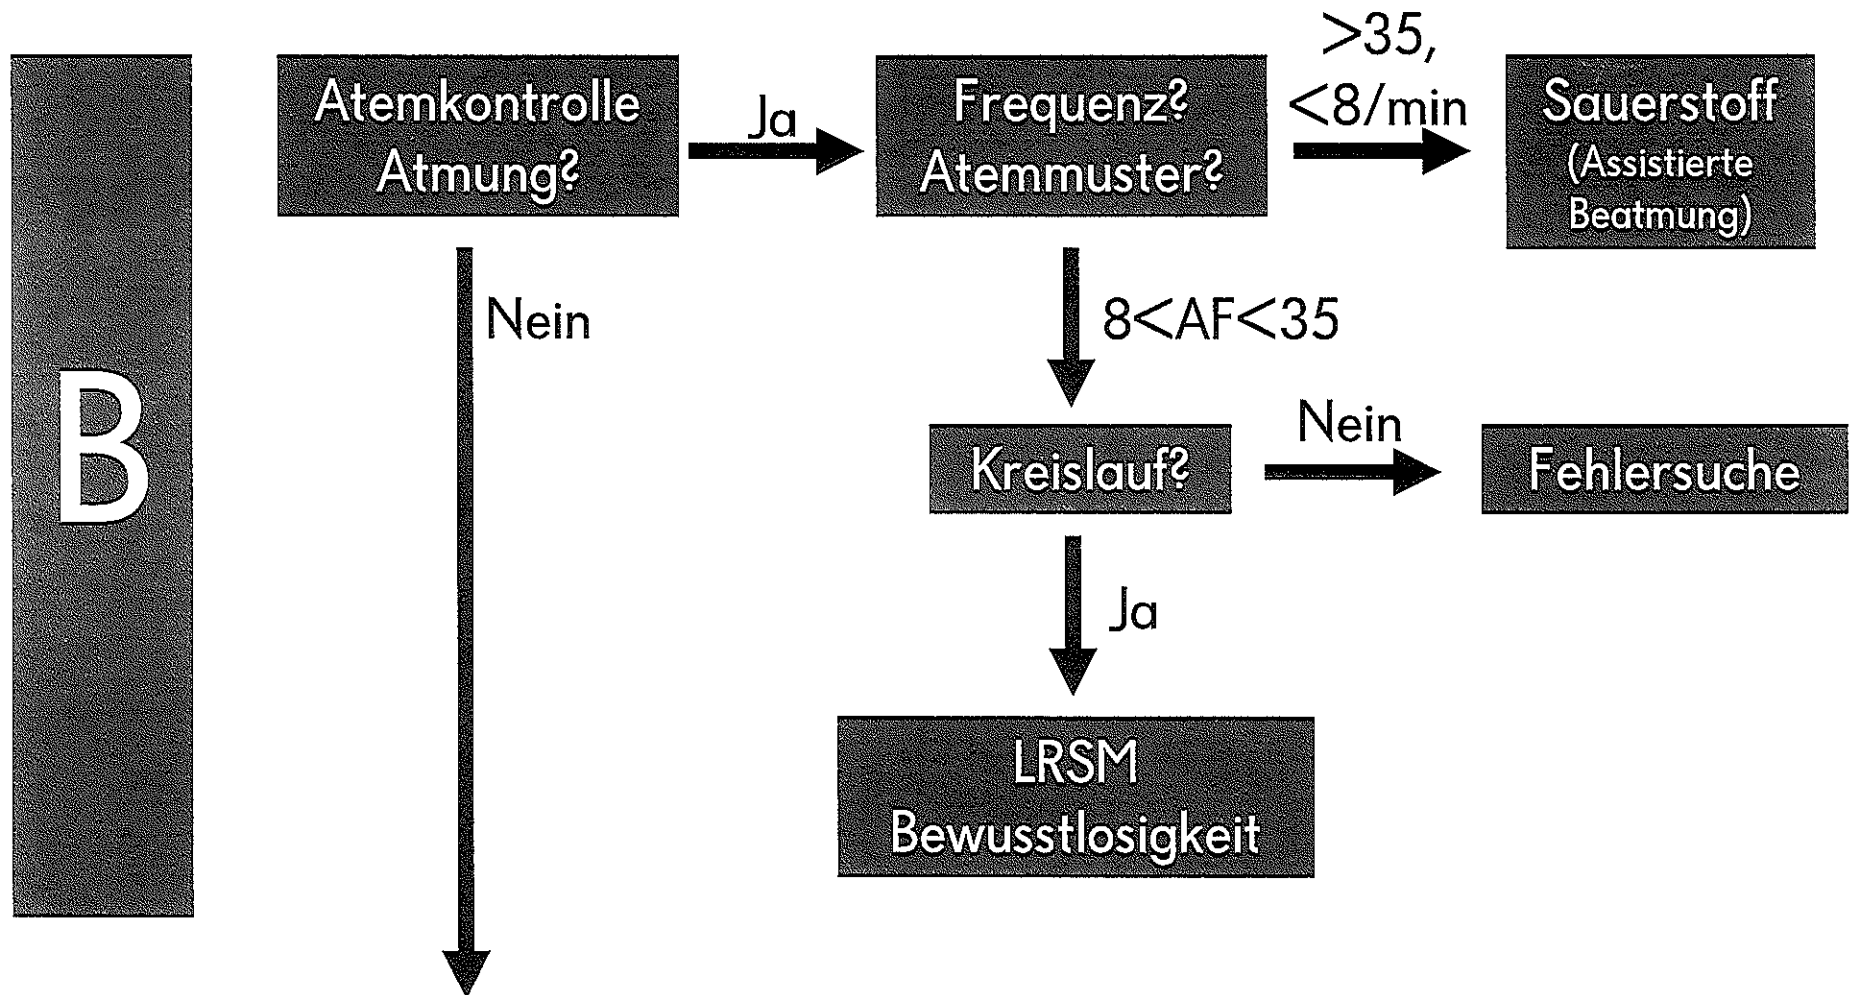 B
Atemkontrolle
Atmung?
Ja
Frequenz?
Atemmuster?
>35,
<8/min
Sauerstoff
(Assistierte
Beatmung)
Nein
8<AF<35
Kreislauf?
Nein
Fehlersuche
Ja
LRSM
Bewusstlosigkeit